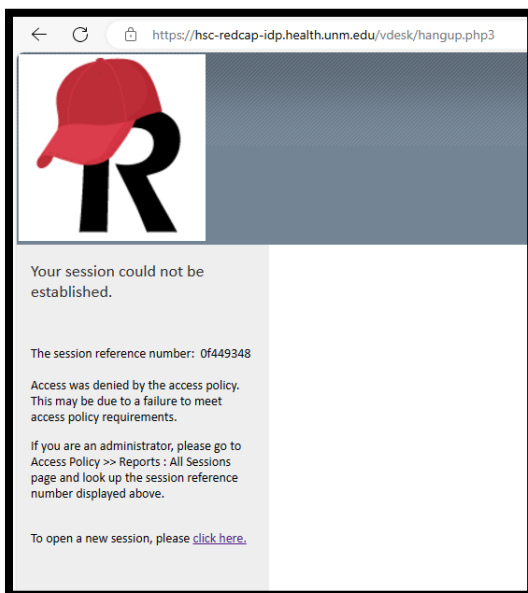 https://hsc-redcap-idp.health.unm.edu/vdesk/hangup.php3
R
Your session could not be
established.
The session reference number: 0f449348
Access was denied by the access policy.
This may be due to a failure to meet
access policy requirements.
If you are an administrator, please go to
Access Policy >> Reports : All Sessions
page and look up the session reference
number displayed above.
To open a new session, please click here.